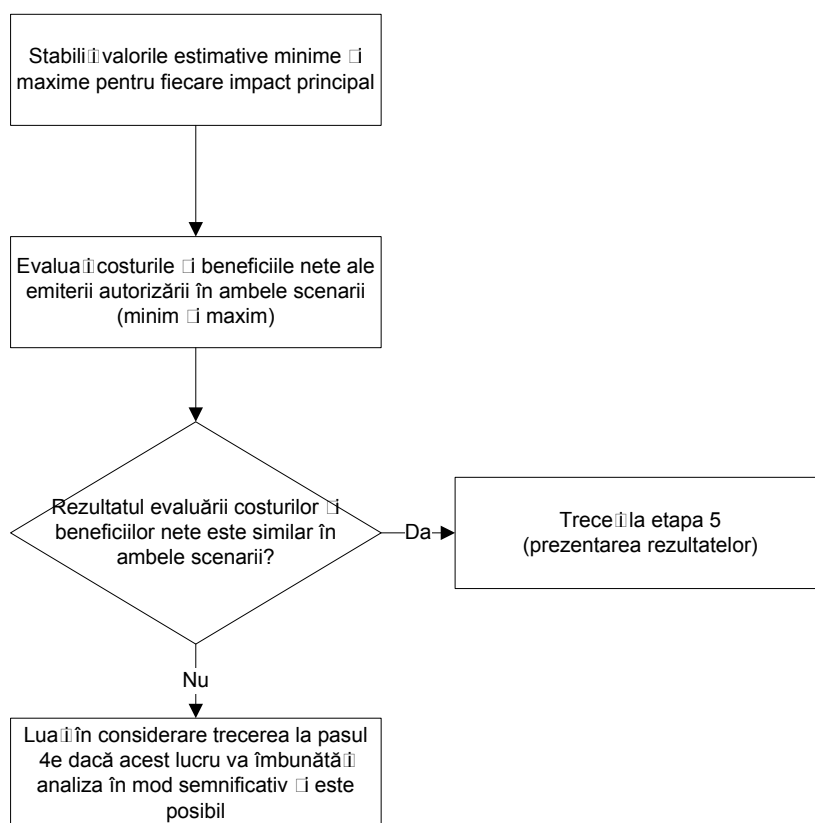 Stabili□i valorile estimative minime □i
maxime pentru fiecare impact principal
Evalua□i costurile □i beneficiile nete ale
emiterii autorizării în ambele scenarii
(minim □i maxim)
Rezultatul evaluării costurilor □i
beneficiilor nete este similar în
ambele scenarii?
Da
Trece□i la etapa 5
(prezentarea rezultatelor)
Nu
Lua□i în considerare trecerea la pasul
4e dacă acest lucru va îmbunătă□i
analiza în mod semnificativ □i este
posibil